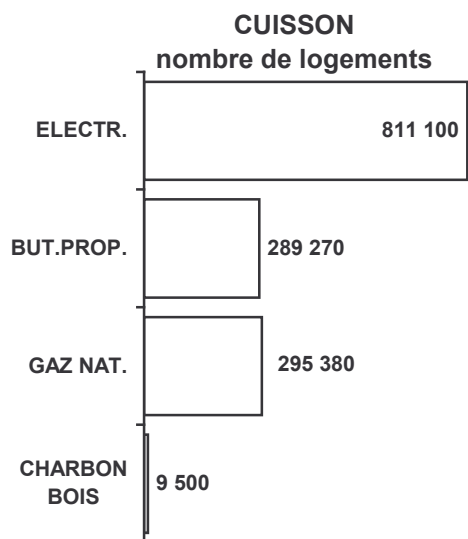 CUISSON
nombre de logements
ELECTR.
811 100
BUT.PROP.
289 270
GAZ NAT.
295 380
CHARBON
BOIS
9 500